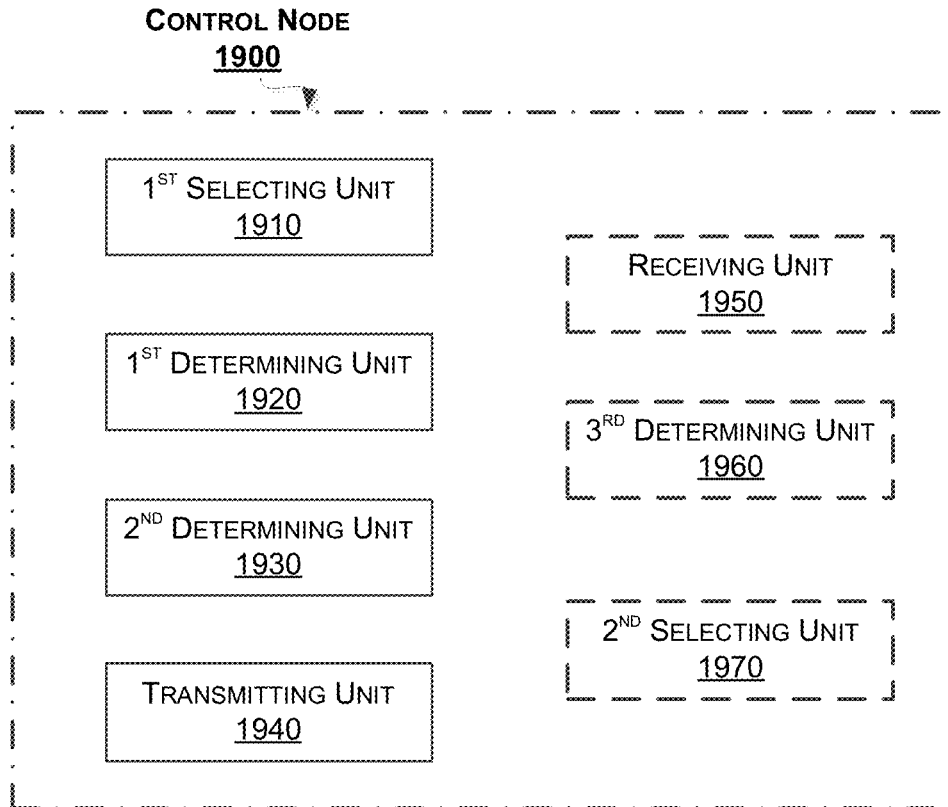 CONTROL NODE
1900
1ST SELECTING UNIT
1910
1ST DETERMINING UNIT
1920
2ND DETERMINING UNIT
1930
TRANSMITTING UNIT
1940
RECEIVING UNIT
1950
3RD DETERMINING UNIT
1960
2ND SELECTING UNIT
1970